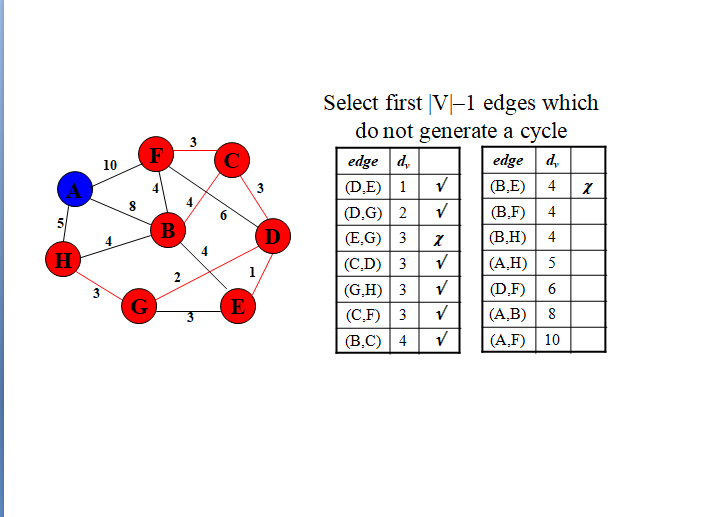 Select first |V|–1 edges which
do not generate a cycle
3
10
F
C
A
4
8
4
6
3
5
B
D
H
4
4
2
1
3
G
E
3
edge dv
(D,E) 1 √
(D,G) 2 √
(E,G) 3 χ
(C,D) 3 √
(G,H) 3 √
(C,F) 3 √
(B,C) 4 √
edge dv
(B,E) 4 χ
(B,F) 4
(B,H) 4
(A,H) 5
(D,F) 6
(A,B) 8
(A,F) 10